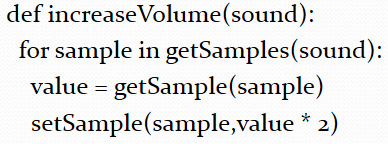 def increaseVolume(sound):
for sample in getSamples(sound):
value = getSample(sample)
setSample(sample,value * 2)